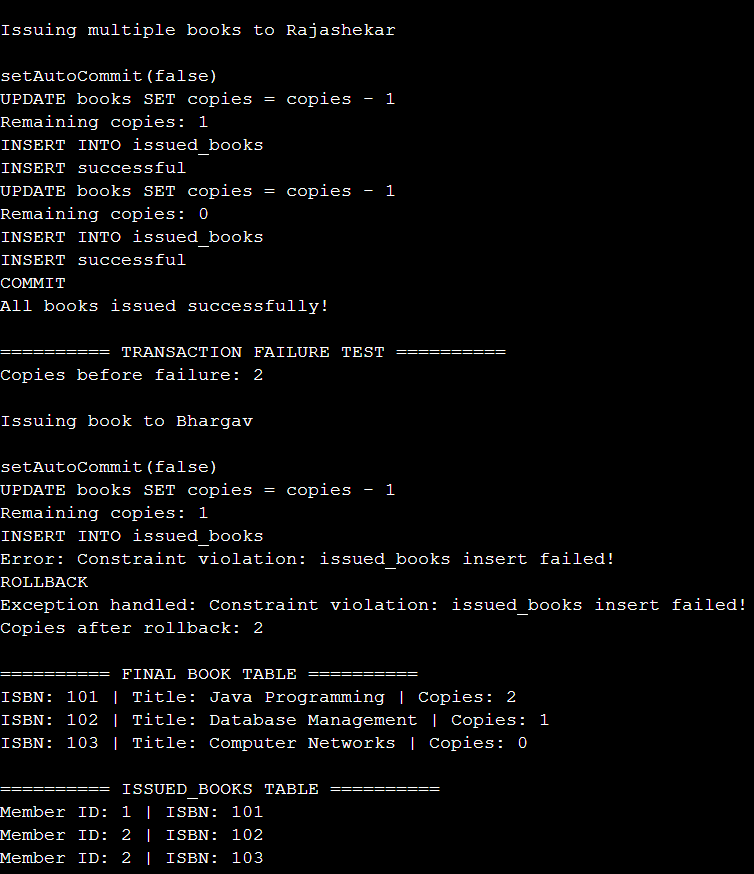 Issuing multiple books to Rajashekar
setAutoCommit(false)
UPDATE books SET copies = copies - 1
Remaining copies: 1
INSERT INTO issued_books
INSERT successful
UPDATE books SET copies = copies - 1
Remaining copies: 0
INSERT INTO issued_books
INSERT successful
COMMIT
All books issued successfully!
========== TRANSACTION FAILURE TEST ==========
Copies before failure: 2
Issuing book to Bhargav
setAutoCommit(false)
UPDATE books SET copies = copies - 1
Remaining copies: 1
INSERT INTO issued_books
Error: Constraint violation: issued_books insert failed!
ROLLBACK
Exception handled: Constraint violation: issued_books insert failed!
Copies after rollback: 2
========== FINAL BOOK TABLE ==========
ISBN: 101 | Title: Java Programming | Copies: 2
ISBN: 102 | Title: Database Management | Copies: 1
ISBN: 103 | Title: Computer Networks | Copies: 0
========== ISSUED_BOOKS TABLE ==========
Member ID: 1 | ISBN: 101
Member ID: 2 | ISBN: 102
Member ID: 2 | ISBN: 103